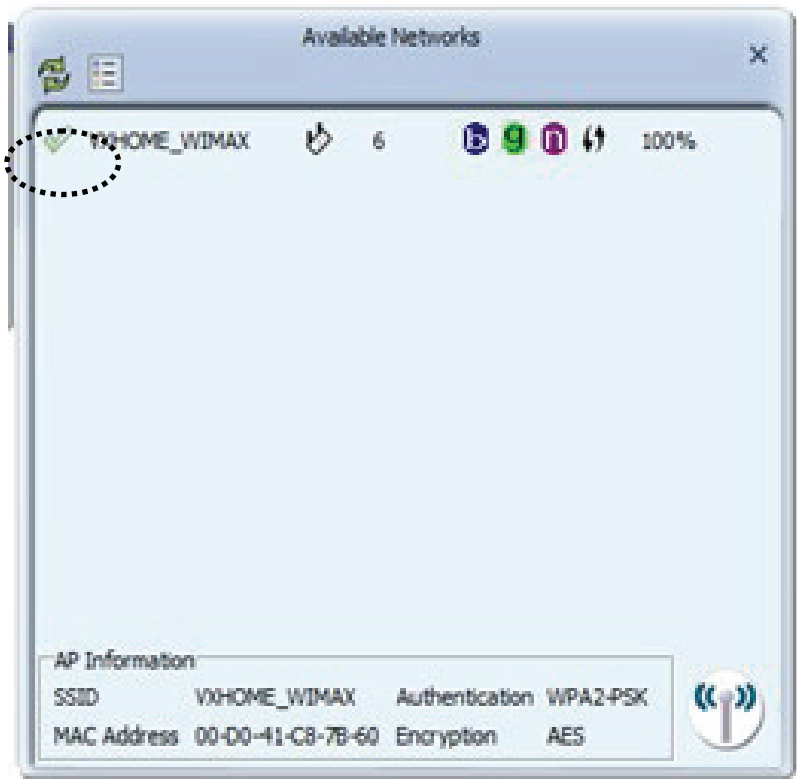 Available Networks
VXHOME_WIMAX 6 b g n 100%
AP Information
SSID VXHOME_WIMAX Authentication WPA2-PSK
MAC Address 00-D0-41-C8-7B-60 Encryption AES